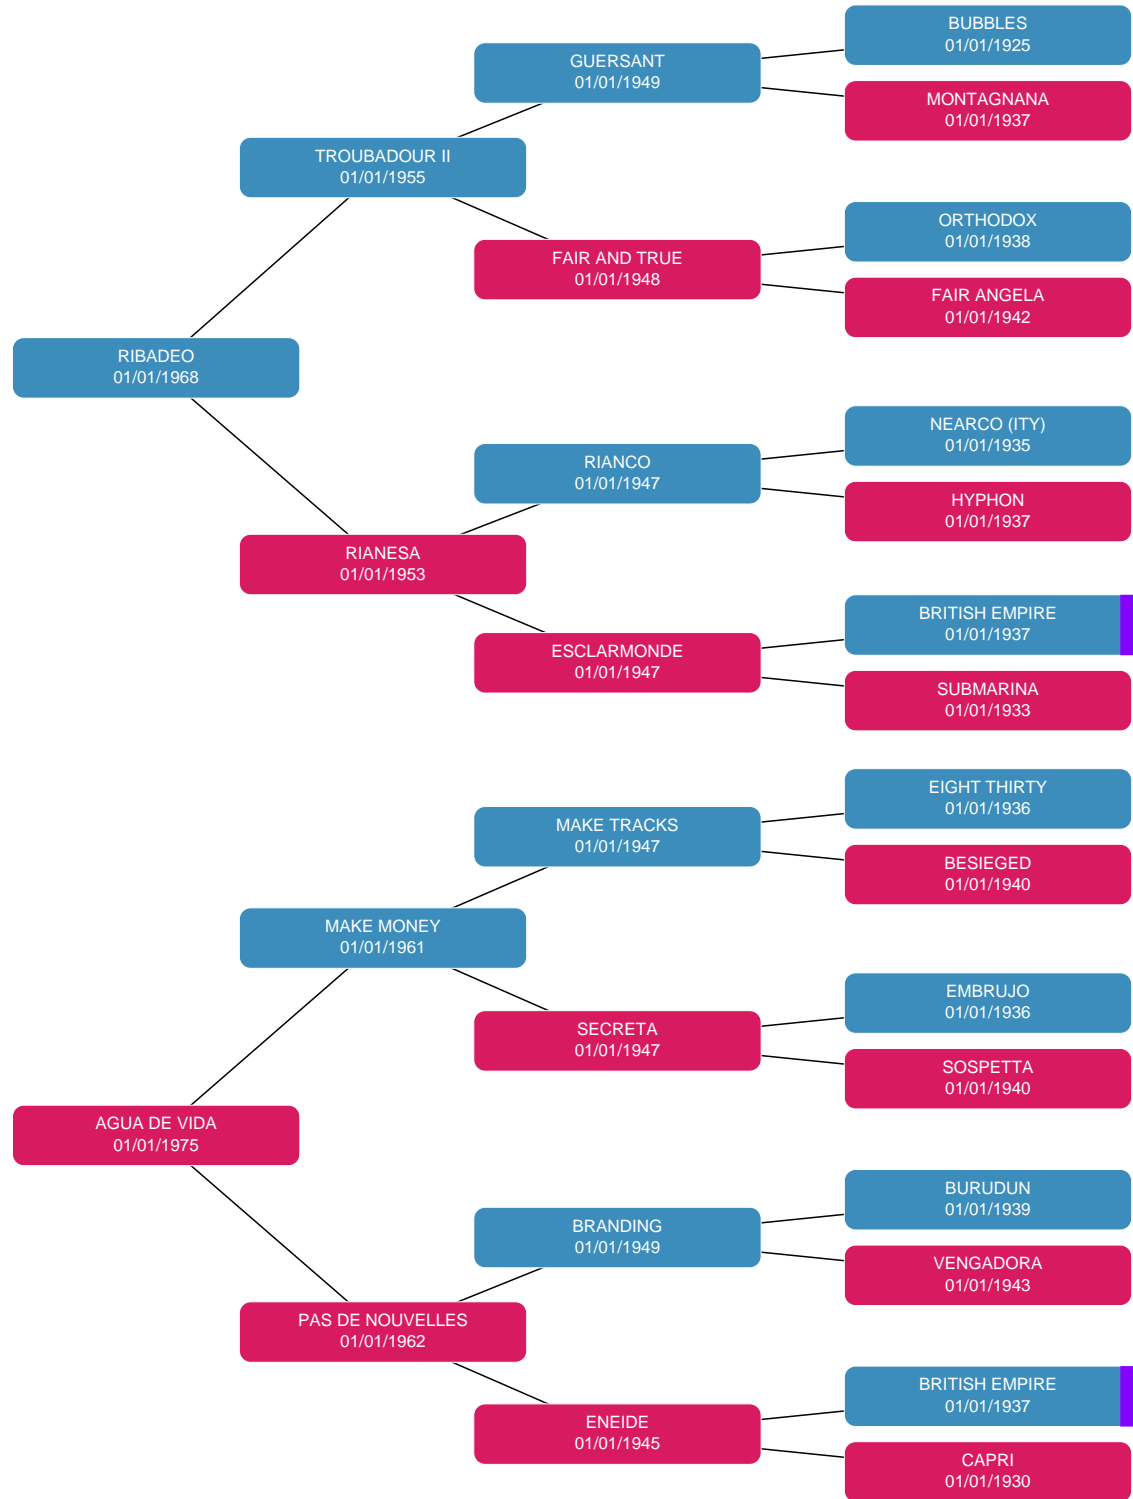 BUBBLES
01/01/1925
GUERSANT
01/01/1949
MONTAGNANA
01/01/1937
TROUBADOUR II
01/01/1955
ORTHODOX
01/01/1938
FAIR AND TRUE
01/01/1948
FAIR ANGELA
01/01/1942
RIBADEO
01/01/1968
NEARCO (ITY)
01/01/1935
RIANCO
01/01/1947
HYPHON
01/01/1937
RIANESA
01/01/1953
BRITISH EMPIRE
01/01/1937
ESCLARMONDE
01/01/1947
SUBMARINA
01/01/1933
EIGHT THIRTY
01/01/1936
MAKE TRACKS
01/01/1947
BESIEGED
01/01/1940
MAKE MONEY
01/01/1961
EMBRUJO
01/01/1936
SECRETA
01/01/1947
SOSPETTA
01/01/1940
AGUA DE VIDA
01/01/1975
BURUDUN
01/01/1939
BRANDING
01/01/1949
VENGADORA
01/01/1943
PAS DE NOUVELLES
01/01/1962
BRITISH EMPIRE
01/01/1937
ENEIDE
01/01/1945
CAPRI
01/01/1930